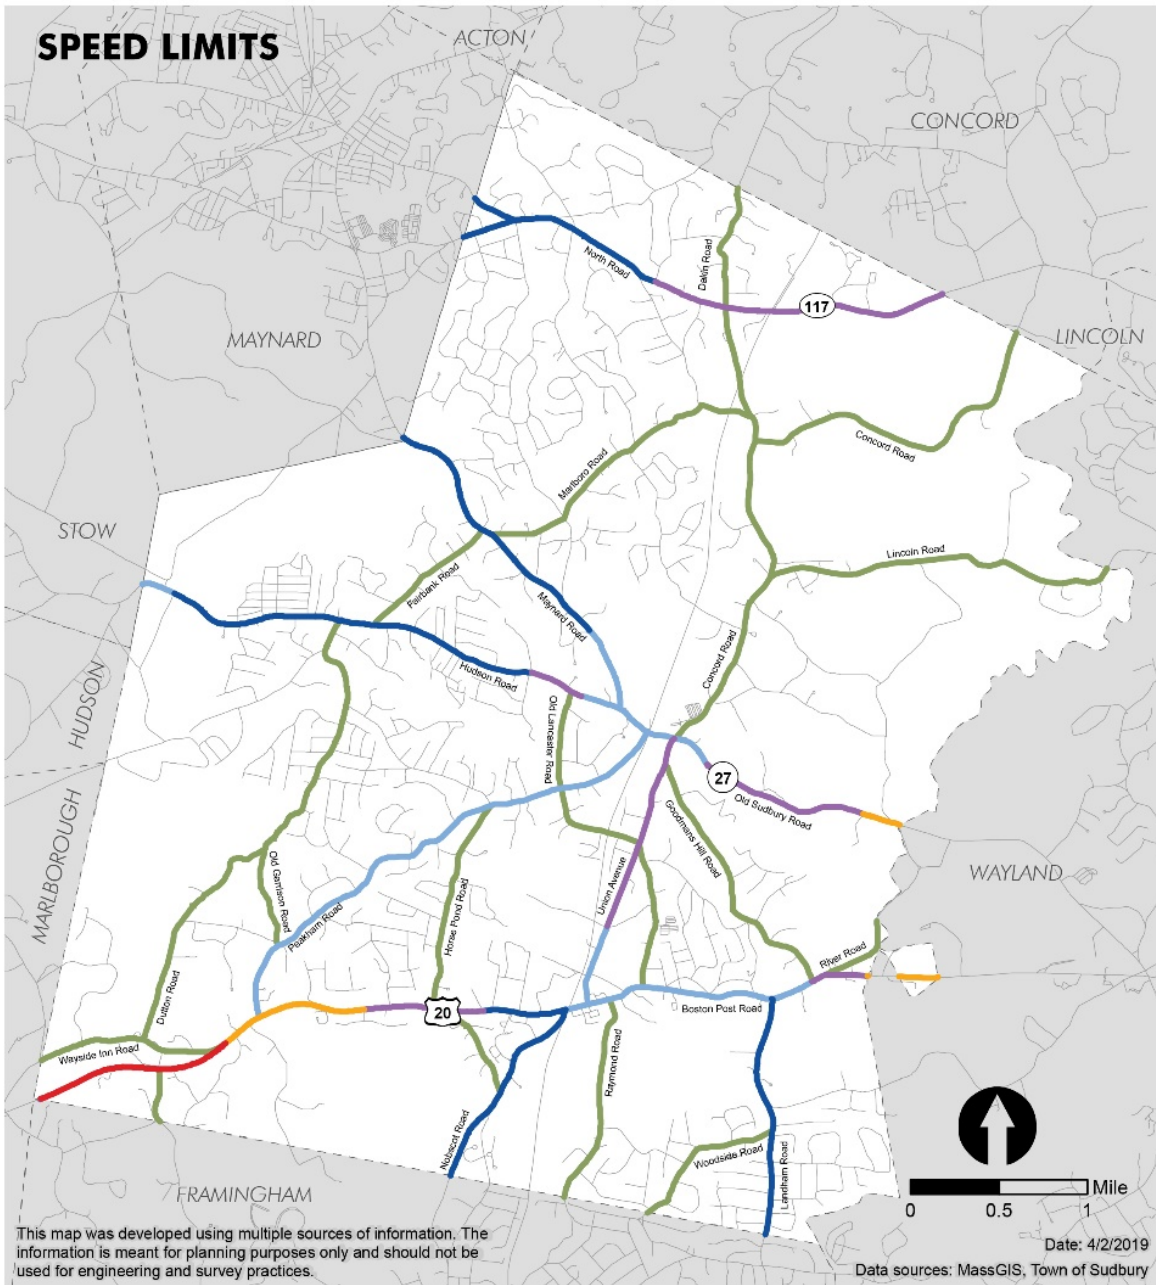 SPEED LIMITS
ACTON
CONCORD
North Road
Dakin Road
117
MAYNARD
LINCOLN
Concord Road
Marlboro Road
STOW
Lincoln Road
Fairbank Road
Maynard Road
Concord Road
Hudson Road
HUDSON
Old Lancaster Road
27
Old Sudbury Road
Goodmans Hill Road
MARLBOROUGH
WAYLAND
Old Garrison Road
Union Avenue
Horse Pond Road
Peakham Road
River Road
Dutton Road
20
Boston Post Road
Wayside Inn Road
Raymond Road
Nobscot Road
Woodside Road
Landham Road
FRAMINGHAM
Mile
0 0.5 1
This map was developed using multiple sources of information. The
information is meant for planning purposes only and should not be
used for engineering and survey practices.
Date: 4/2/2019
Data sources: MassGIS, Town of Sudbury